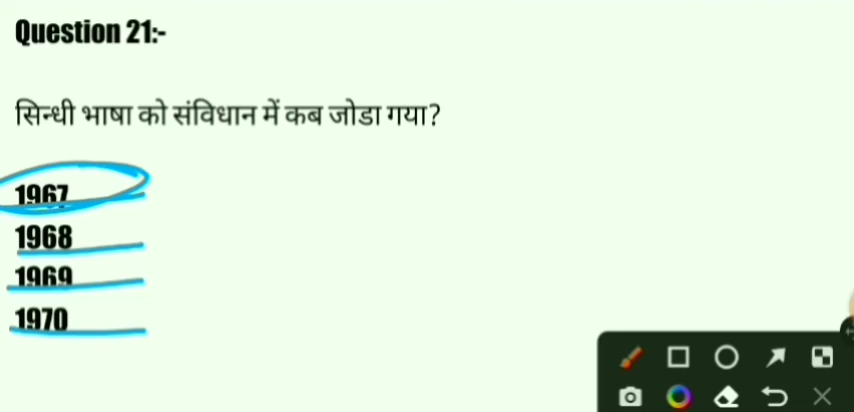 Question 21:-
सिन्धी भाषा को संविधान में कब जोडा गया?
1967
1968
1969
1970